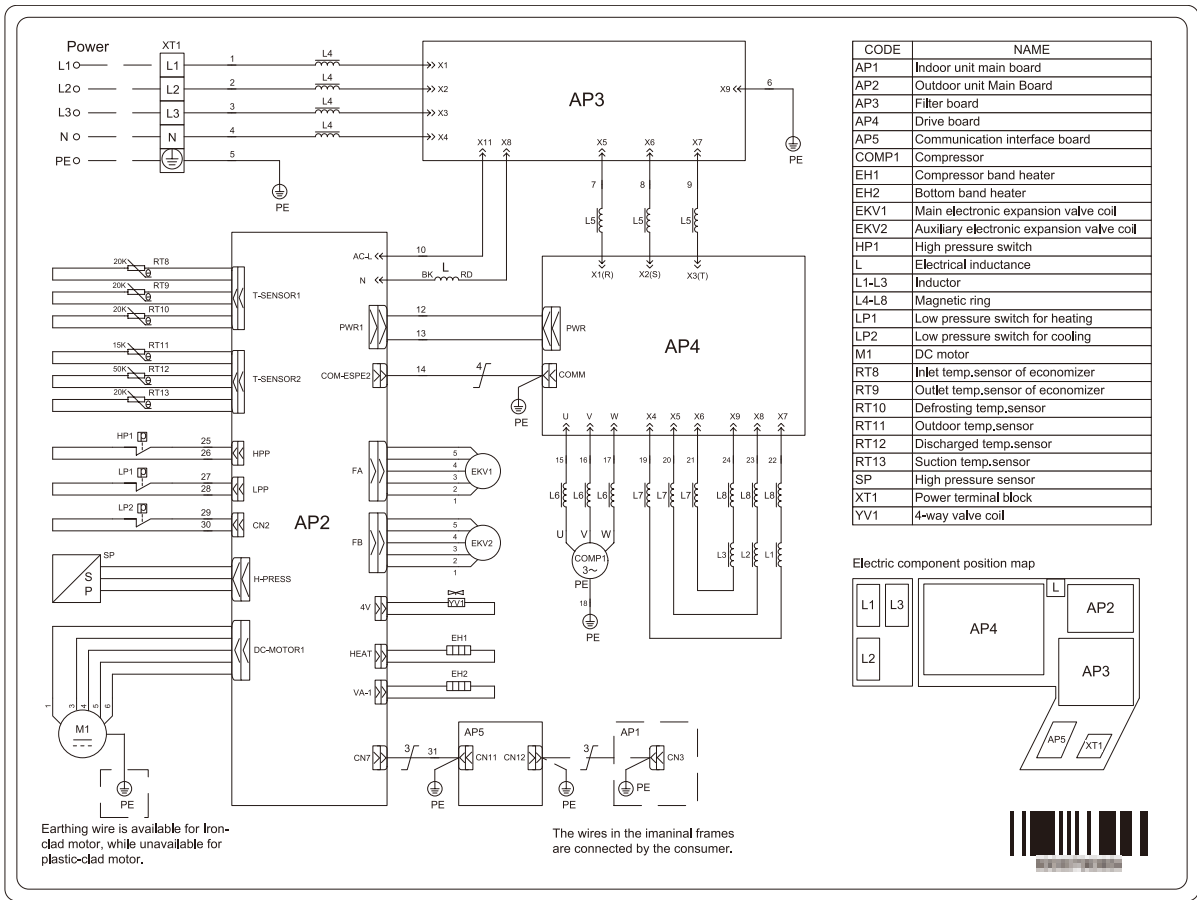 Power
XT1
L1
L1
1
L4
X1
L2
L2
2
L4
X2
L3
L3
3
L4
X3
N
N
4
L4
X4
PE
5
PE
AP3
X9
6
PE
X11
X8
X5
X6
X7
7
8
9
L5
L5
L5
X1(R)
X2(S)
X3(T)
AC-L
10
N
BK
L
RD
20K
RT8
20K
RT9
20K
RT10
T-SENSOR1
15K
RT11
50K
RT12
20K
RT13
T-SENSOR2
PWR1
12
13
PWR
AP4
COM-ESPE2
14
4
COMM
PE
U
V
W
X4
X5
X6
X9
X8
X7
HP1
P
25
26
HPP
LP1
P
27
28
LPP
LP2
P
29
30
CN2
AP2
FA
5
4
3
2
1
EKV1
FB
5
4
3
2
1
EKV2
15
16
17
19
20
21
24
23
22
L6
L6
L6
L7
L7
L7
L8
L8
L8
U
V
W
COMP1
3~
PE
18
PE
L3
L2
L1
SP
S
P
H-PRESS
4V
YV1
HEAT
EH1
VA-1
EH2
DC-MOTOR1
1
3
4
5
6
M1
PE
CN7
3
31
AP5
CN11
CN12
PE
PE
3
AP1
CN3
PE
Earthing wire is available for Iron-
clad motor, while unavailable for
plastic-clad motor.
The wires in the imaninal frames
are connected by the consumer.
CODE NAME
AP1 Indoor unit main board
AP2 Outdoor unit Main Board
AP3 Filter board
AP4 Drive board
AP5 Communication interface board
COMP1 Compressor
EH1 Compressor band heater
EH2 Bottom band heater
EKV1 Main electronic expansion valve coil
EKV2 Auxiliary electronic expansion valve coil
HP1 High pressure switch
L Electrical inductance
L1-L3 Inductor
L4-L8 Magnetic ring
LP1 Low pressure switch for heating
LP2 Low pressure switch for cooling
M1 DC motor
RT8 Inlet temp.sensor of economizer
RT9 Outlet temp.sensor of economizer
RT10 Defrosting temp.sensor
RT11 Outdoor temp.sensor
RT12 Discharged temp.sensor
RT13 Suction temp.sensor
SP High pressure sensor
XT1 Power terminal block
YV1 4-way valve coil
Electric component position map
L1
L3
L2
AP4
L
AP2
AP3
AP5
XT1